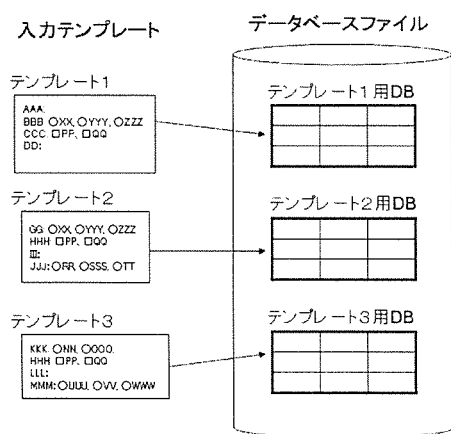 入力テンプレート
データベースファイル
テンプレート1
AAA:
BBB ○XX, ○YYY, ○ZZZ
CCC □PP, □QQ
DD:
テンプレート1用DB
テンプレート2
GG ○XX, ○YYY, ○ZZZ
HHH □PP, □QQ
III:
JJJ: ○RR, ○SSS, ○TT
テンプレート2用DB
テンプレート3
KKK. ○NN, ○OOO,
HHH □PP, □QQ
LLL:
MMM: ○UUU, ○VV, ○WWW
テンプレート3用DB